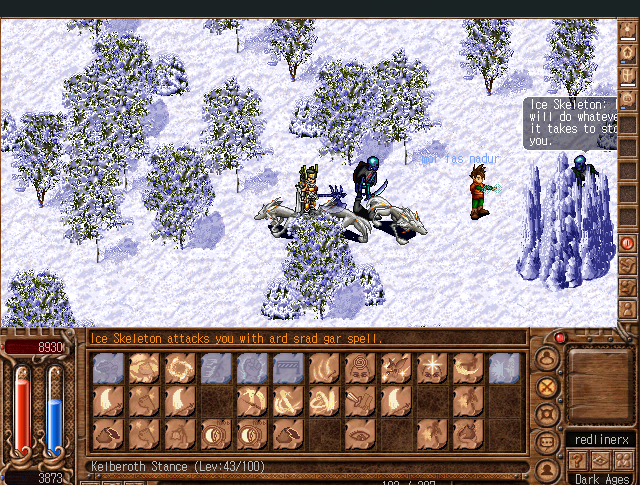 Ice Skeleton:
will do whateve
it takes to st
you.
mor fas nadur
Ice Skeleton attacks you with ard srad gar spell.
8930
3873
Kelberoth Stance (Lev:43/100)
redlinerx
Dark Ages